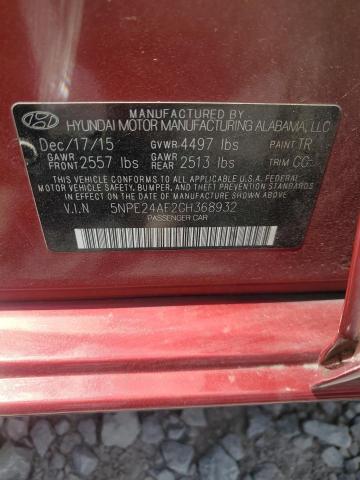 MANUFACTURED BY
HYUNDAI MOTOR MANUFACTURING ALABAMA, LLC
Dec/17/15 GVWR 4497 lbs PAINT TR
GAWR FRONT 2557 lbs GAWR REAR 2513 lbs TRIM CC
THIS VEHICLE CONFORMS TO ALL APPLICABLE U.S.A FEDERAL
MOTOR VEHICLE SAFETY, BUMPER, AND THEFT PREVENTION STANDARDS
IN EFFECT ON THE DATE OF MANUFACTURE SHOWN ABOVE.
V.I.N 5NPE24AF2GH368932
PASSENGER CAR